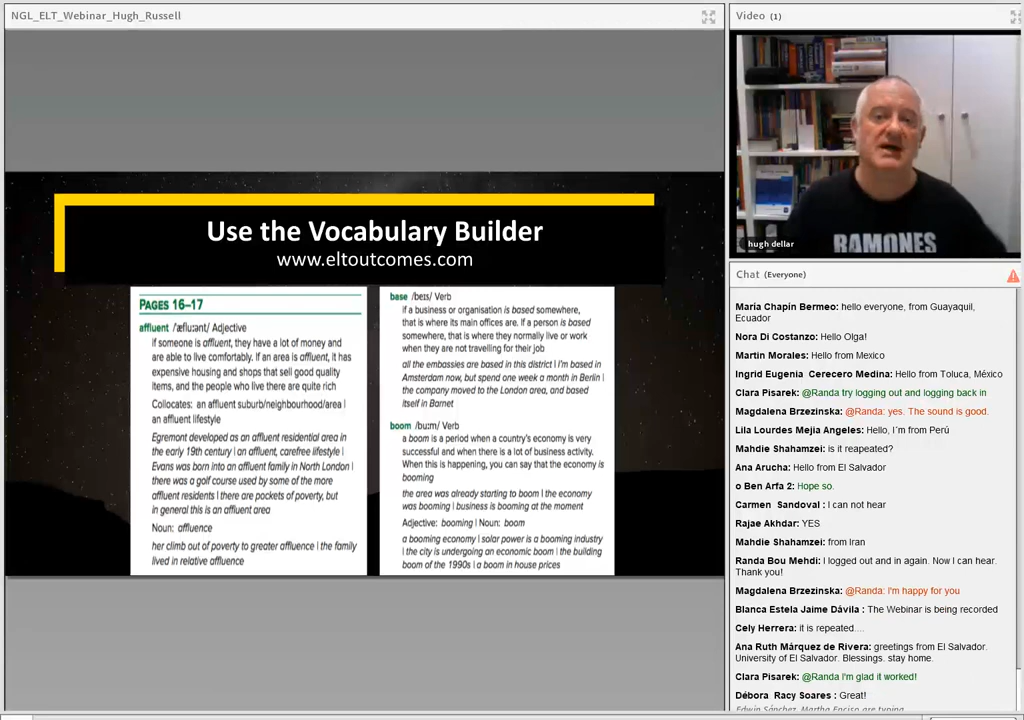 NGL_ELT_Webinar_Hugh_Russell
Use the Vocabulary Builder
www.eltoutcomes.com
PAGES 16–17
affluent /ˈæfluənt/ Adjective
if someone is affluent, they have a lot of money and
are able to live comfortably. If an area is affluent, it has
expensive housing and shops that sell good quality
items, and the people who live there are quite rich
Collocates: an affluent suburb/neighbourhood/area |
an affluent lifestyle
Egremont developed as an affluent residential area in
the early 19th century | an affluent, carefree lifestyle |
Evans was born into an affluent family in North London |
there was a golf course used by some of the more
affluent residents | there are pockets of poverty, but
in general this is an affluent area
Noun: affluence
her climb out of poverty to greater affluence | the family
lived in relative affluence
base /beɪs/ Verb
if a business or organisation is based somewhere,
that is where its main offices are. If a person is based
somewhere, that is where they normally live or work
when they are not travelling for their job
all the embassies are based in this district | I'm based in
Amsterdam now, but spend one week a month in Berlin |
the company moved to the London area, and based
itself in Barnet
boom /buːm/ Verb
a boom is a period when a country's economy is very
successful and when there is a lot of business activity.
When this is happening, you can say that the economy is
booming
the area was already starting to boom | the economy
was booming | business is booming at the moment
Adjective: booming | Noun: boom
a booming economy | solar power is a booming industry
| the city is undergoing an economic boom | the building
boom of the 1990s | a boom in house prices
Video (1)
RAMONES
hugh dellar
Chat (Everyone)
María Chapín Bermeo: hello everyone, from Guayaquil,
Ecuador
Nora Di Costanzo: Hello Olga!
Martin Morales: Hello from Mexico
Ingrid Eugenia Cerecero Medina: Hello from Toluca, México
Clara Pisarek: @Randa try logging out and logging back in
Magdalena Brzezinska: @Randa: yes. The sound is good.
Lila Lourdes Mejia Angeles: Hello, I´m from Perú
Mahdie Shahamzei: is it reapeated?
Ana Arucha: Hello from El Salvador
o Ben Arfa 2: Hope so.
Carmen Sandoval : I can not hear
Rajae Akhdar: YES
Mahdie Shahamzei: from Iran
Randa Bou Mehdi: I logged out and in again. Now I can hear.
Thank you!
Magdalena Brzezinska: @Randa: I'm happy for you
Blanca Estela Jaime Dávila : The Webinar is being recorded
Cely Herrera: it is repeated....
Ana Ruth Márquez de Rivera: greetings from El Salvador.
University of El Salvador. Blessings. stay home.
Clara Pisarek: @Randa I'm glad it worked!
Débora Racy Soares : Great!
Edwin Sánchez, Martha Enciso are typing